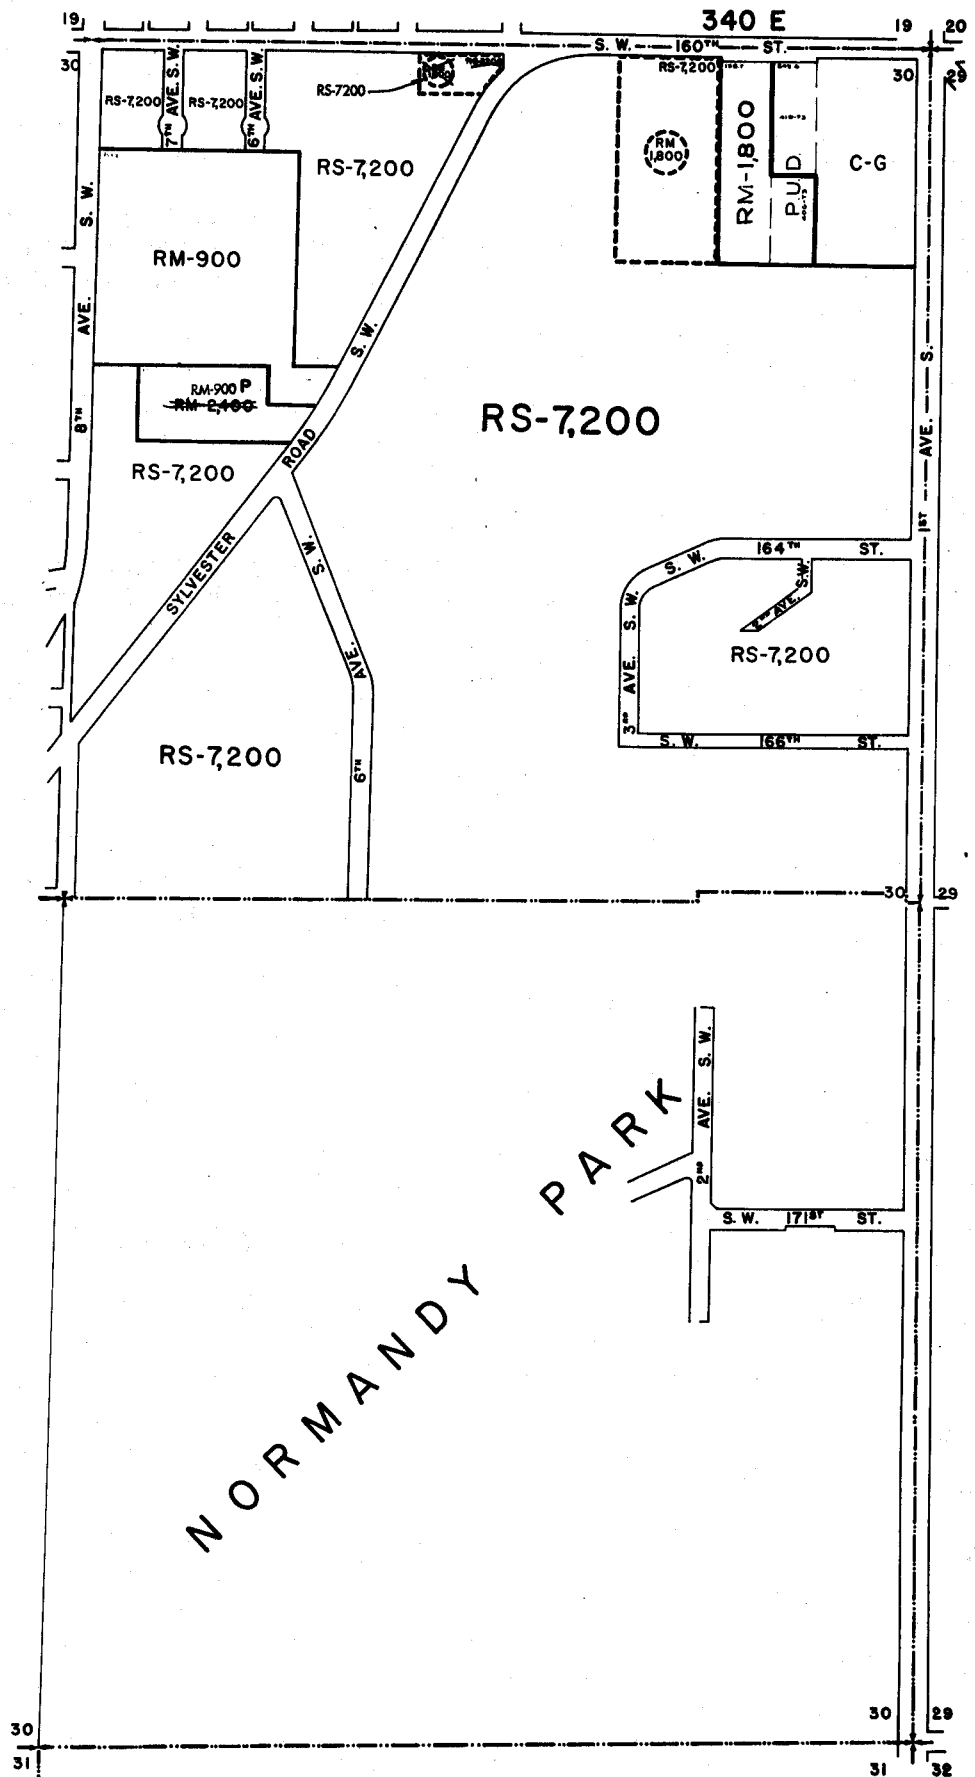 340 E
19
19
20
S. W. 160TH ST.
30
30
29
RS-7,200
7TH AVE. S.W.
RS-7,200
6TH AVE. S.W.
RS-7200
RS-7,200
RS-7,200
RM 1,800
RM-1,800
P.U.D.
C-G
8TH AVE. S. W.
RM-900
RM-900 P
RM-2,400
RS-7,200
RS-7,200
SYLVESTER ROAD S. W.
1ST AVE. S.
6TH AVE. S. W.
S. W. 164TH ST.
2ND AVE. S.W.
3RD AVE. S. W.
RS-7,200
S. W. 166TH ST.
RS-7,200
30
29
2ND AVE. S. W.
S. W. 171ST ST.
NORMANDY PARK
30
31
30
29
31
32